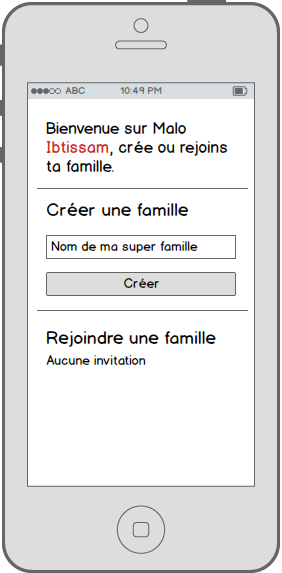 ABC 10:49 PM
Bienvenue sur Malo
Ibtissam, crée ou rejoins
ta famille.
Créer une famille
Nom de ma super famille
Créer
Rejoindre une famille
Aucune invitation